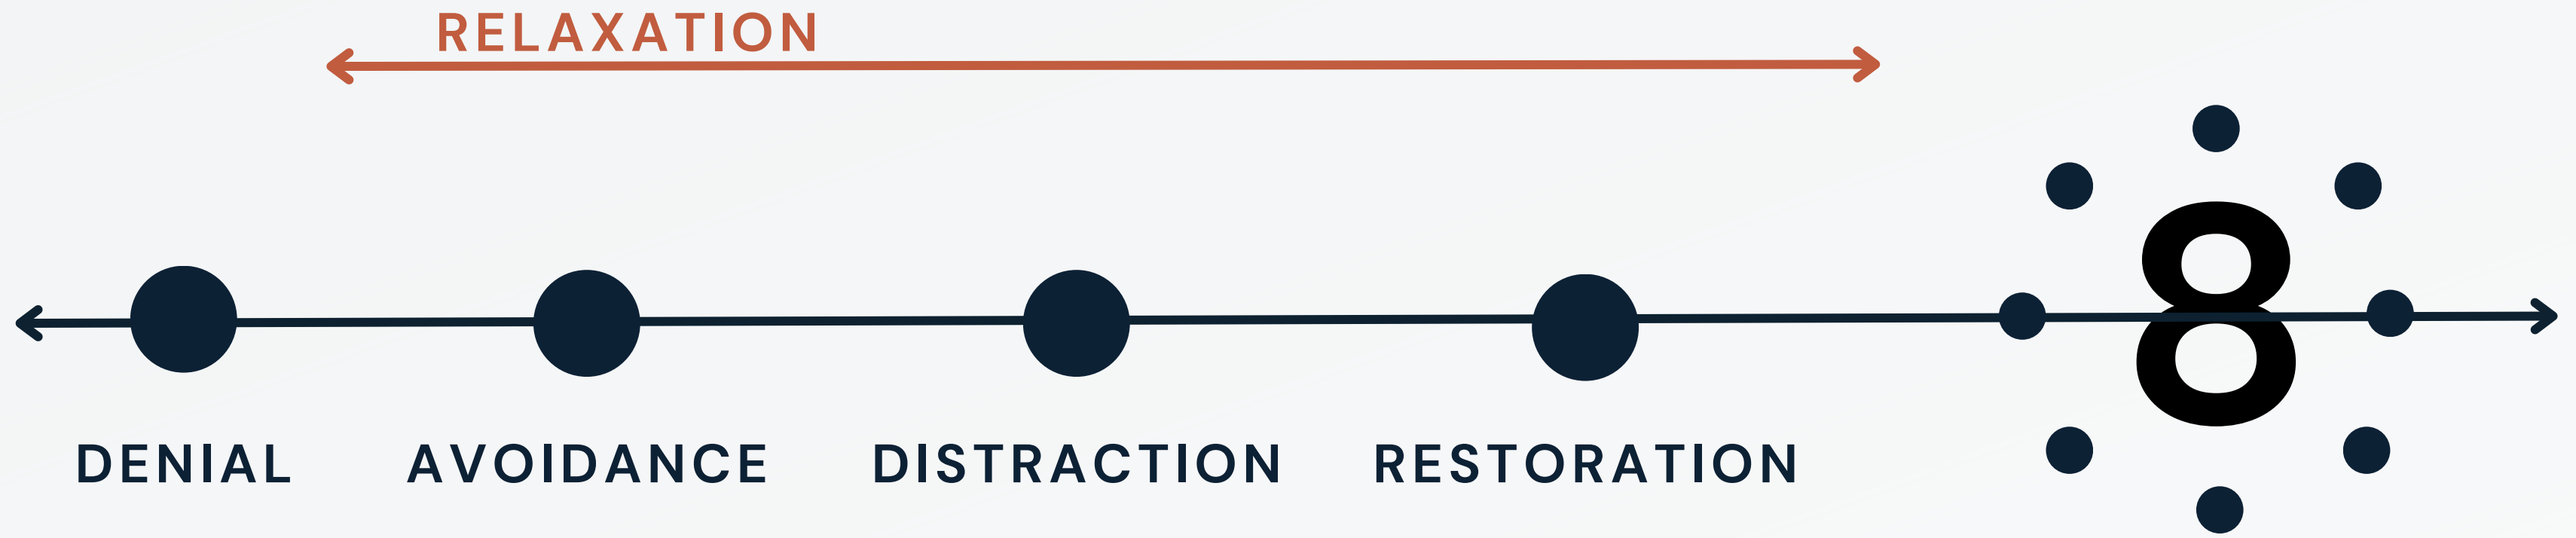 RELAXATION
8
DENIAL AVOIDANCE DISTRACTION RESTORATION